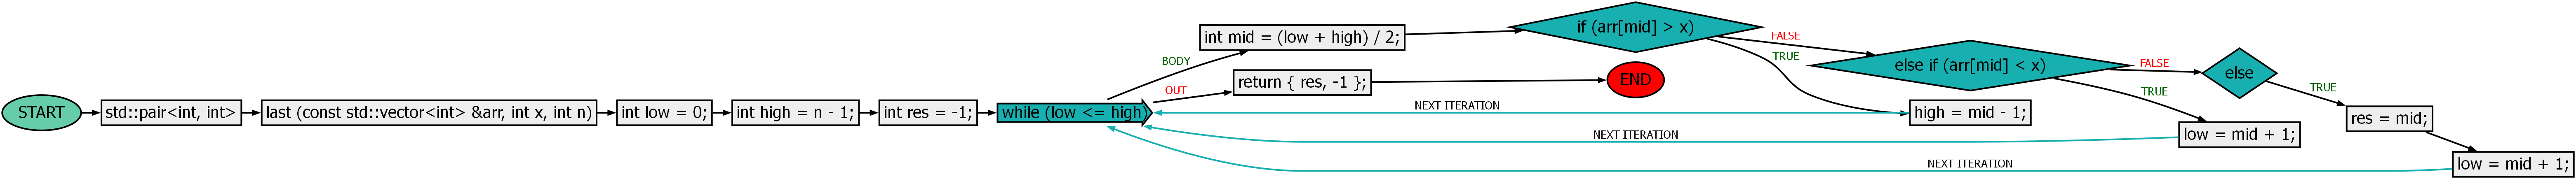 START
std::pair<int, int>
last (const std::vector<int> &arr, int x, int n)
int low = 0;
int high = n - 1;
int res = -1;
while (low <= high)
BODY
int mid = (low + high) / 2;
if (arr[mid] > x)
OUT
return { res, -1 };
END
TRUE
high = mid - 1;
NEXT ITERATION
FALSE
else if (arr[mid] < x)
TRUE
low = mid + 1;
NEXT ITERATION
FALSE
else
TRUE
res = mid;
low = mid + 1;
NEXT ITERATION